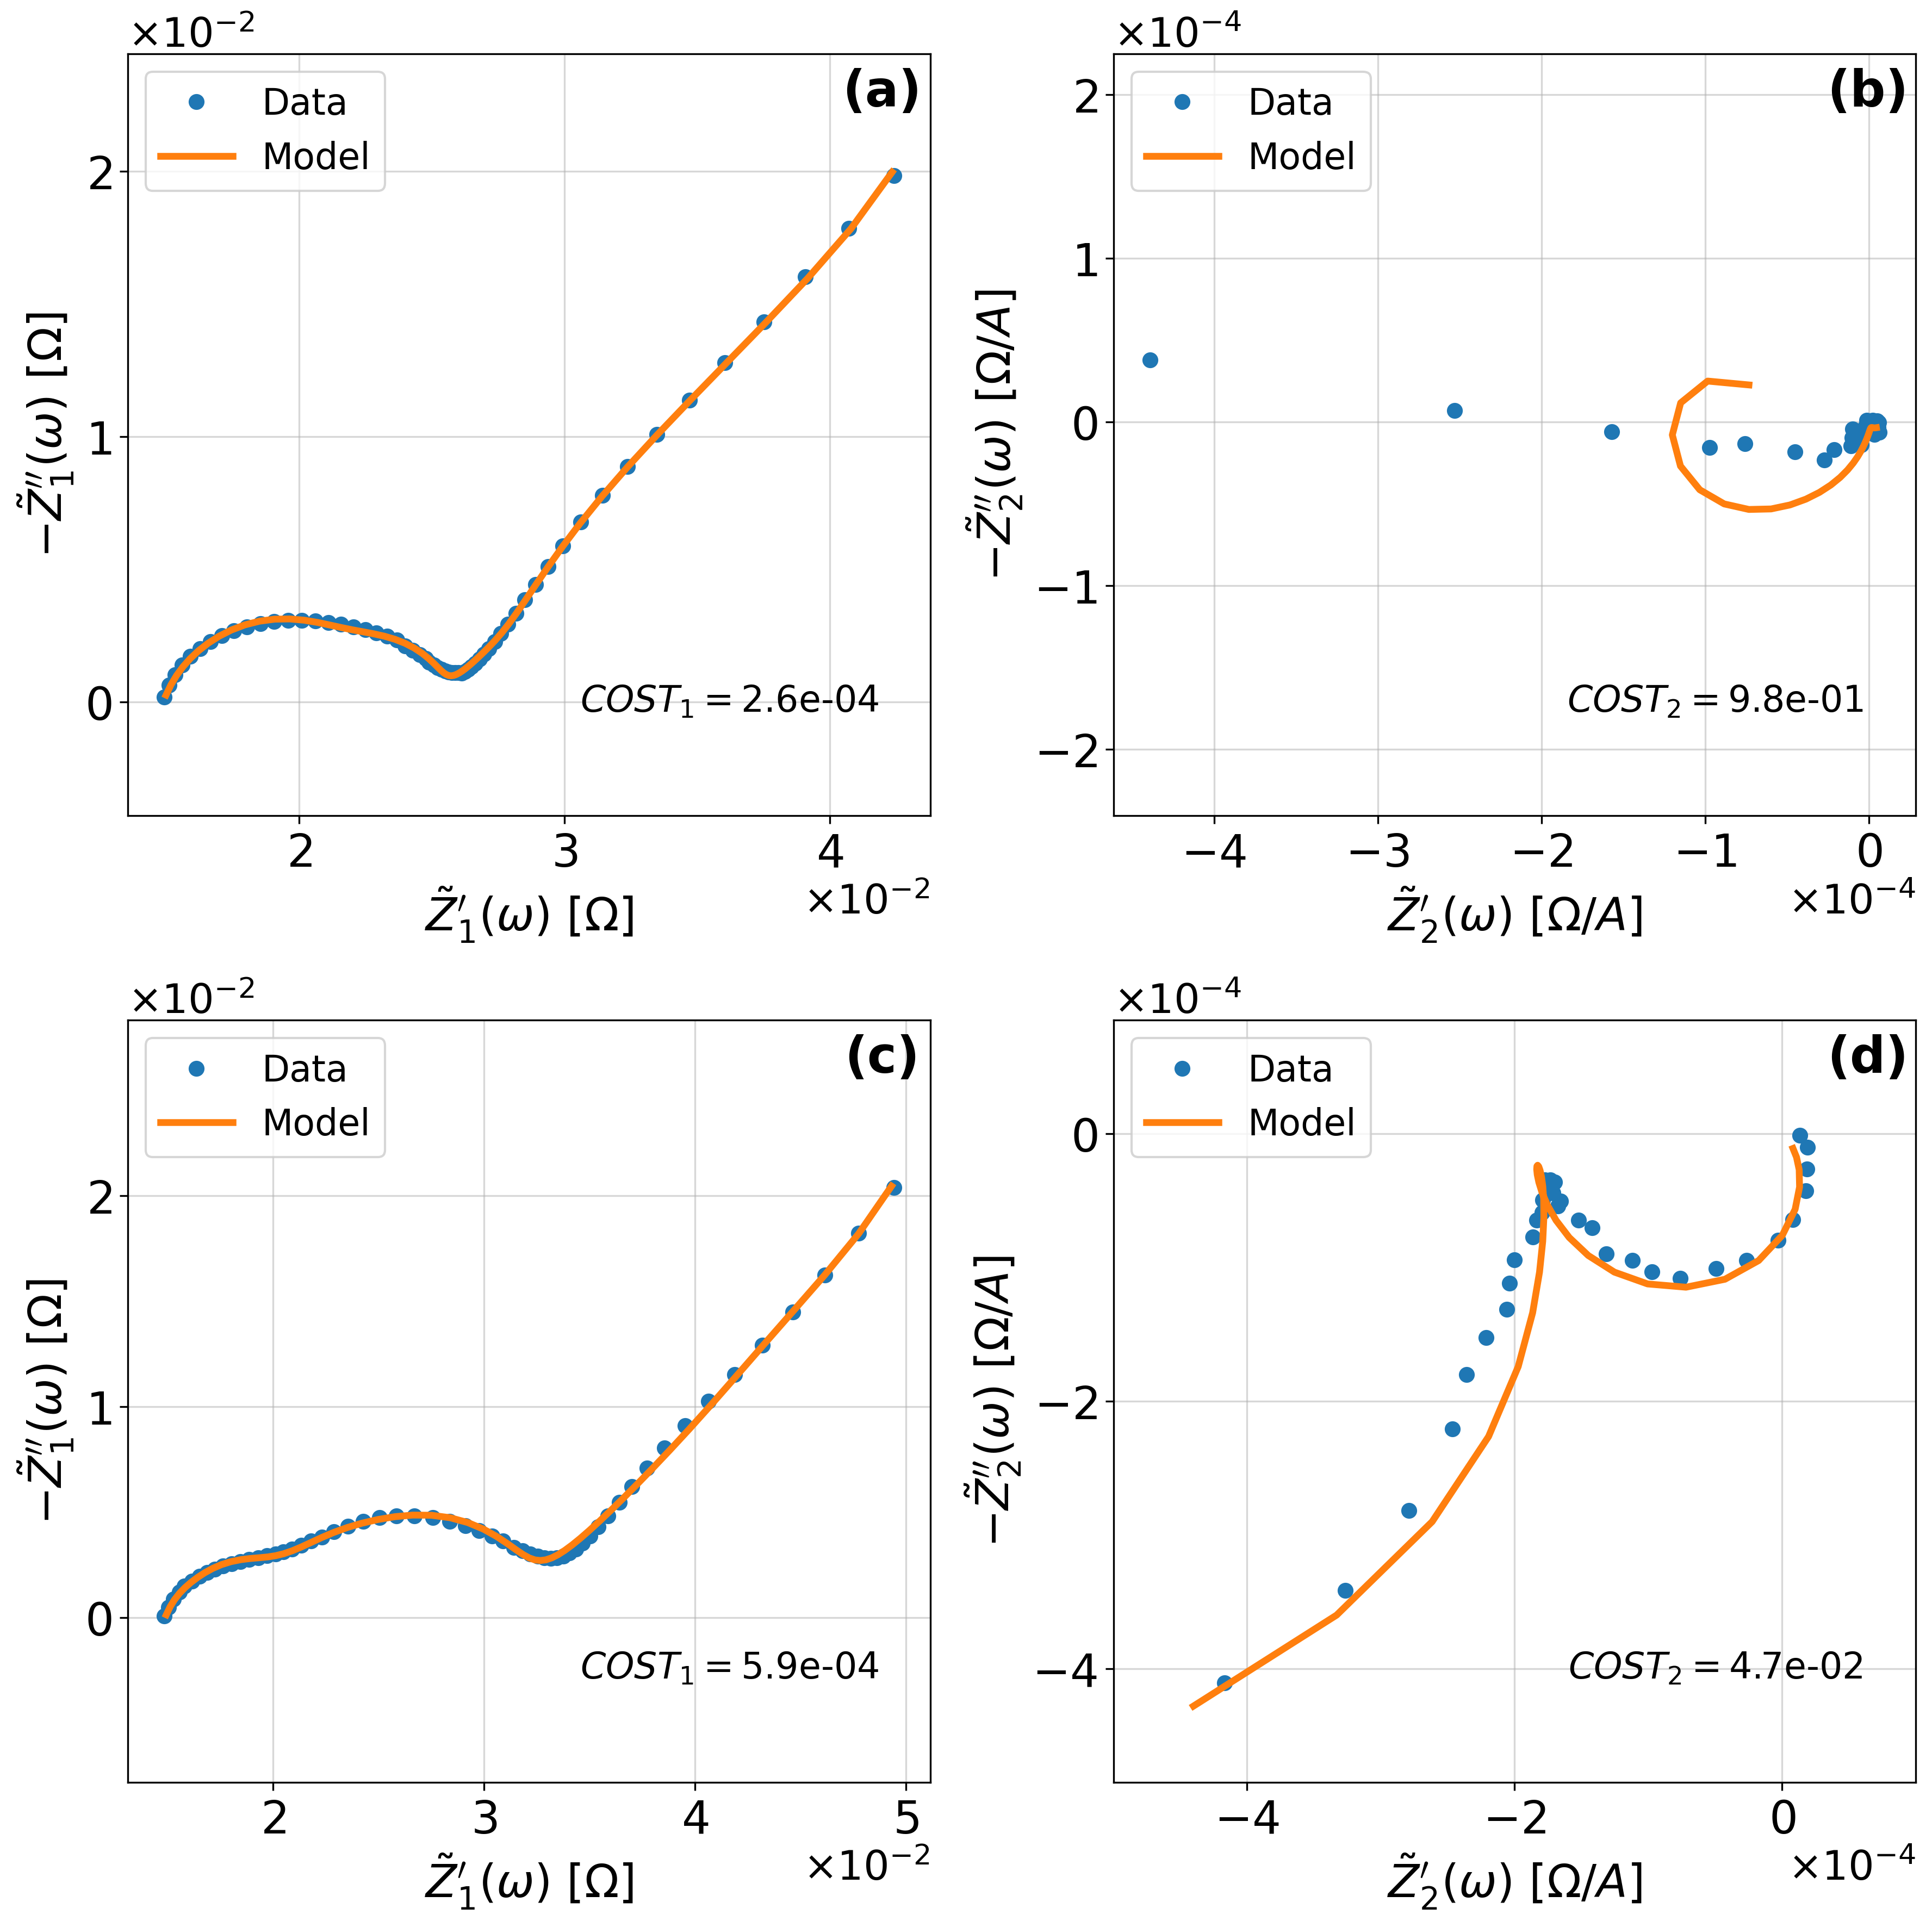 ×10⁻²
(a)
Data
Model
2
1
0
−Z̃₁″(ω) [Ω]
COST₁ = 2.6e-04
2 3 4
×10⁻²
Z̃₁′(ω) [Ω]
×10⁻⁴
(b)
Data
Model
2
1
0
−1
−2
−Z̃₂″(ω) [Ω/A]
COST₂ = 9.8e-01
−4 −3 −2 −1 0
×10⁻⁴
Z̃₂′(ω) [Ω/A]
×10⁻²
(c)
Data
Model
2
1
0
−Z̃₁″(ω) [Ω]
COST₁ = 5.9e-04
2 3 4 5
×10⁻²
Z̃₁′(ω) [Ω]
×10⁻⁴
(d)
Data
Model
0
−2
−4
−Z̃₂″(ω) [Ω/A]
COST₂ = 4.7e-02
−4 −2 0
×10⁻⁴
Z̃₂′(ω) [Ω/A]